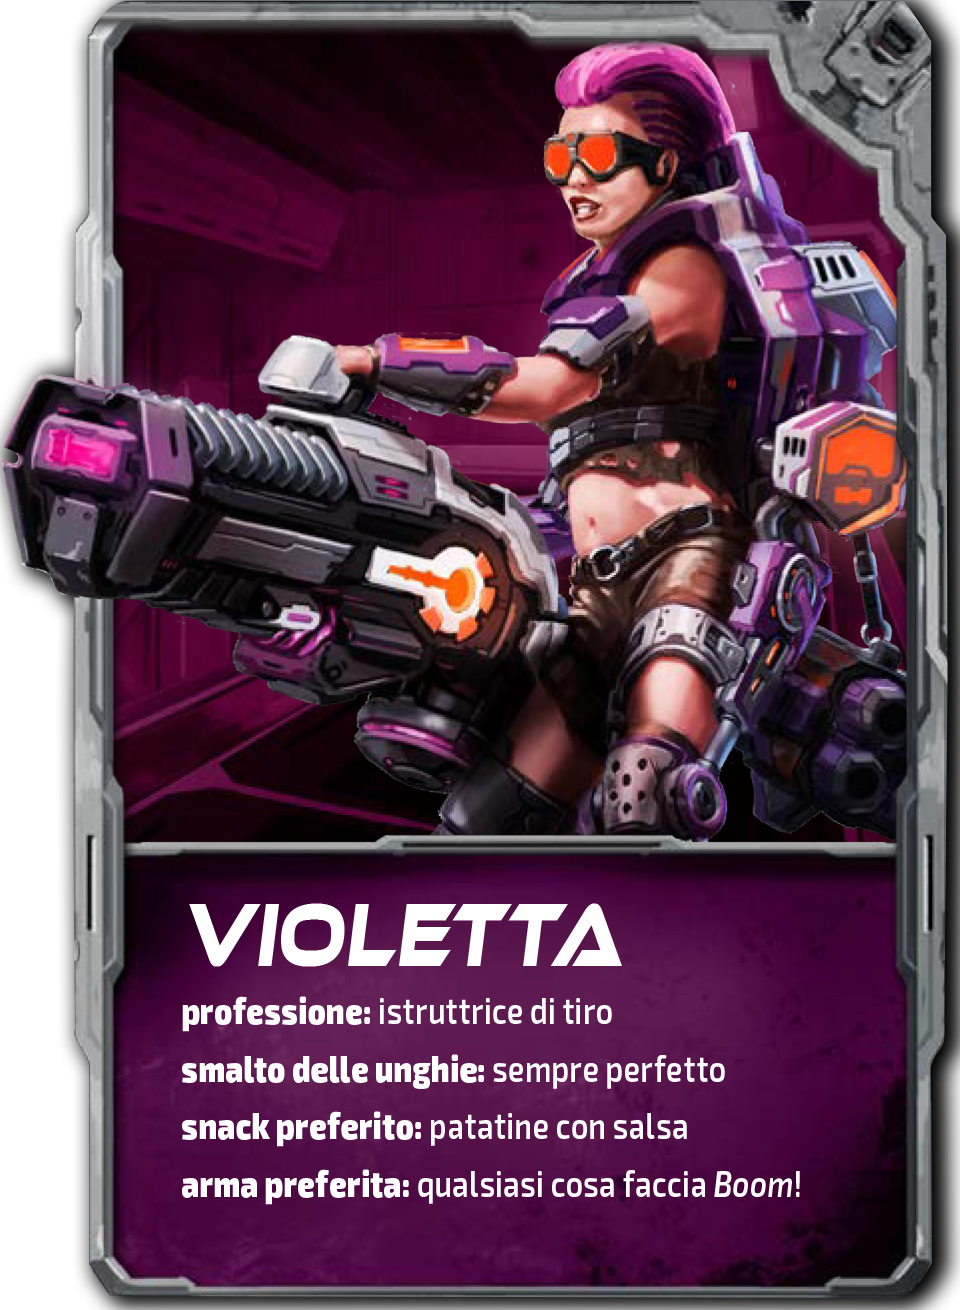 VIOLETTA
professione: istruttrice di tiro
smalto delle unghie: sempre perfetto
snack preferito: patatine con salsa
arma preferita: qualsiasi cosa faccia Boom!